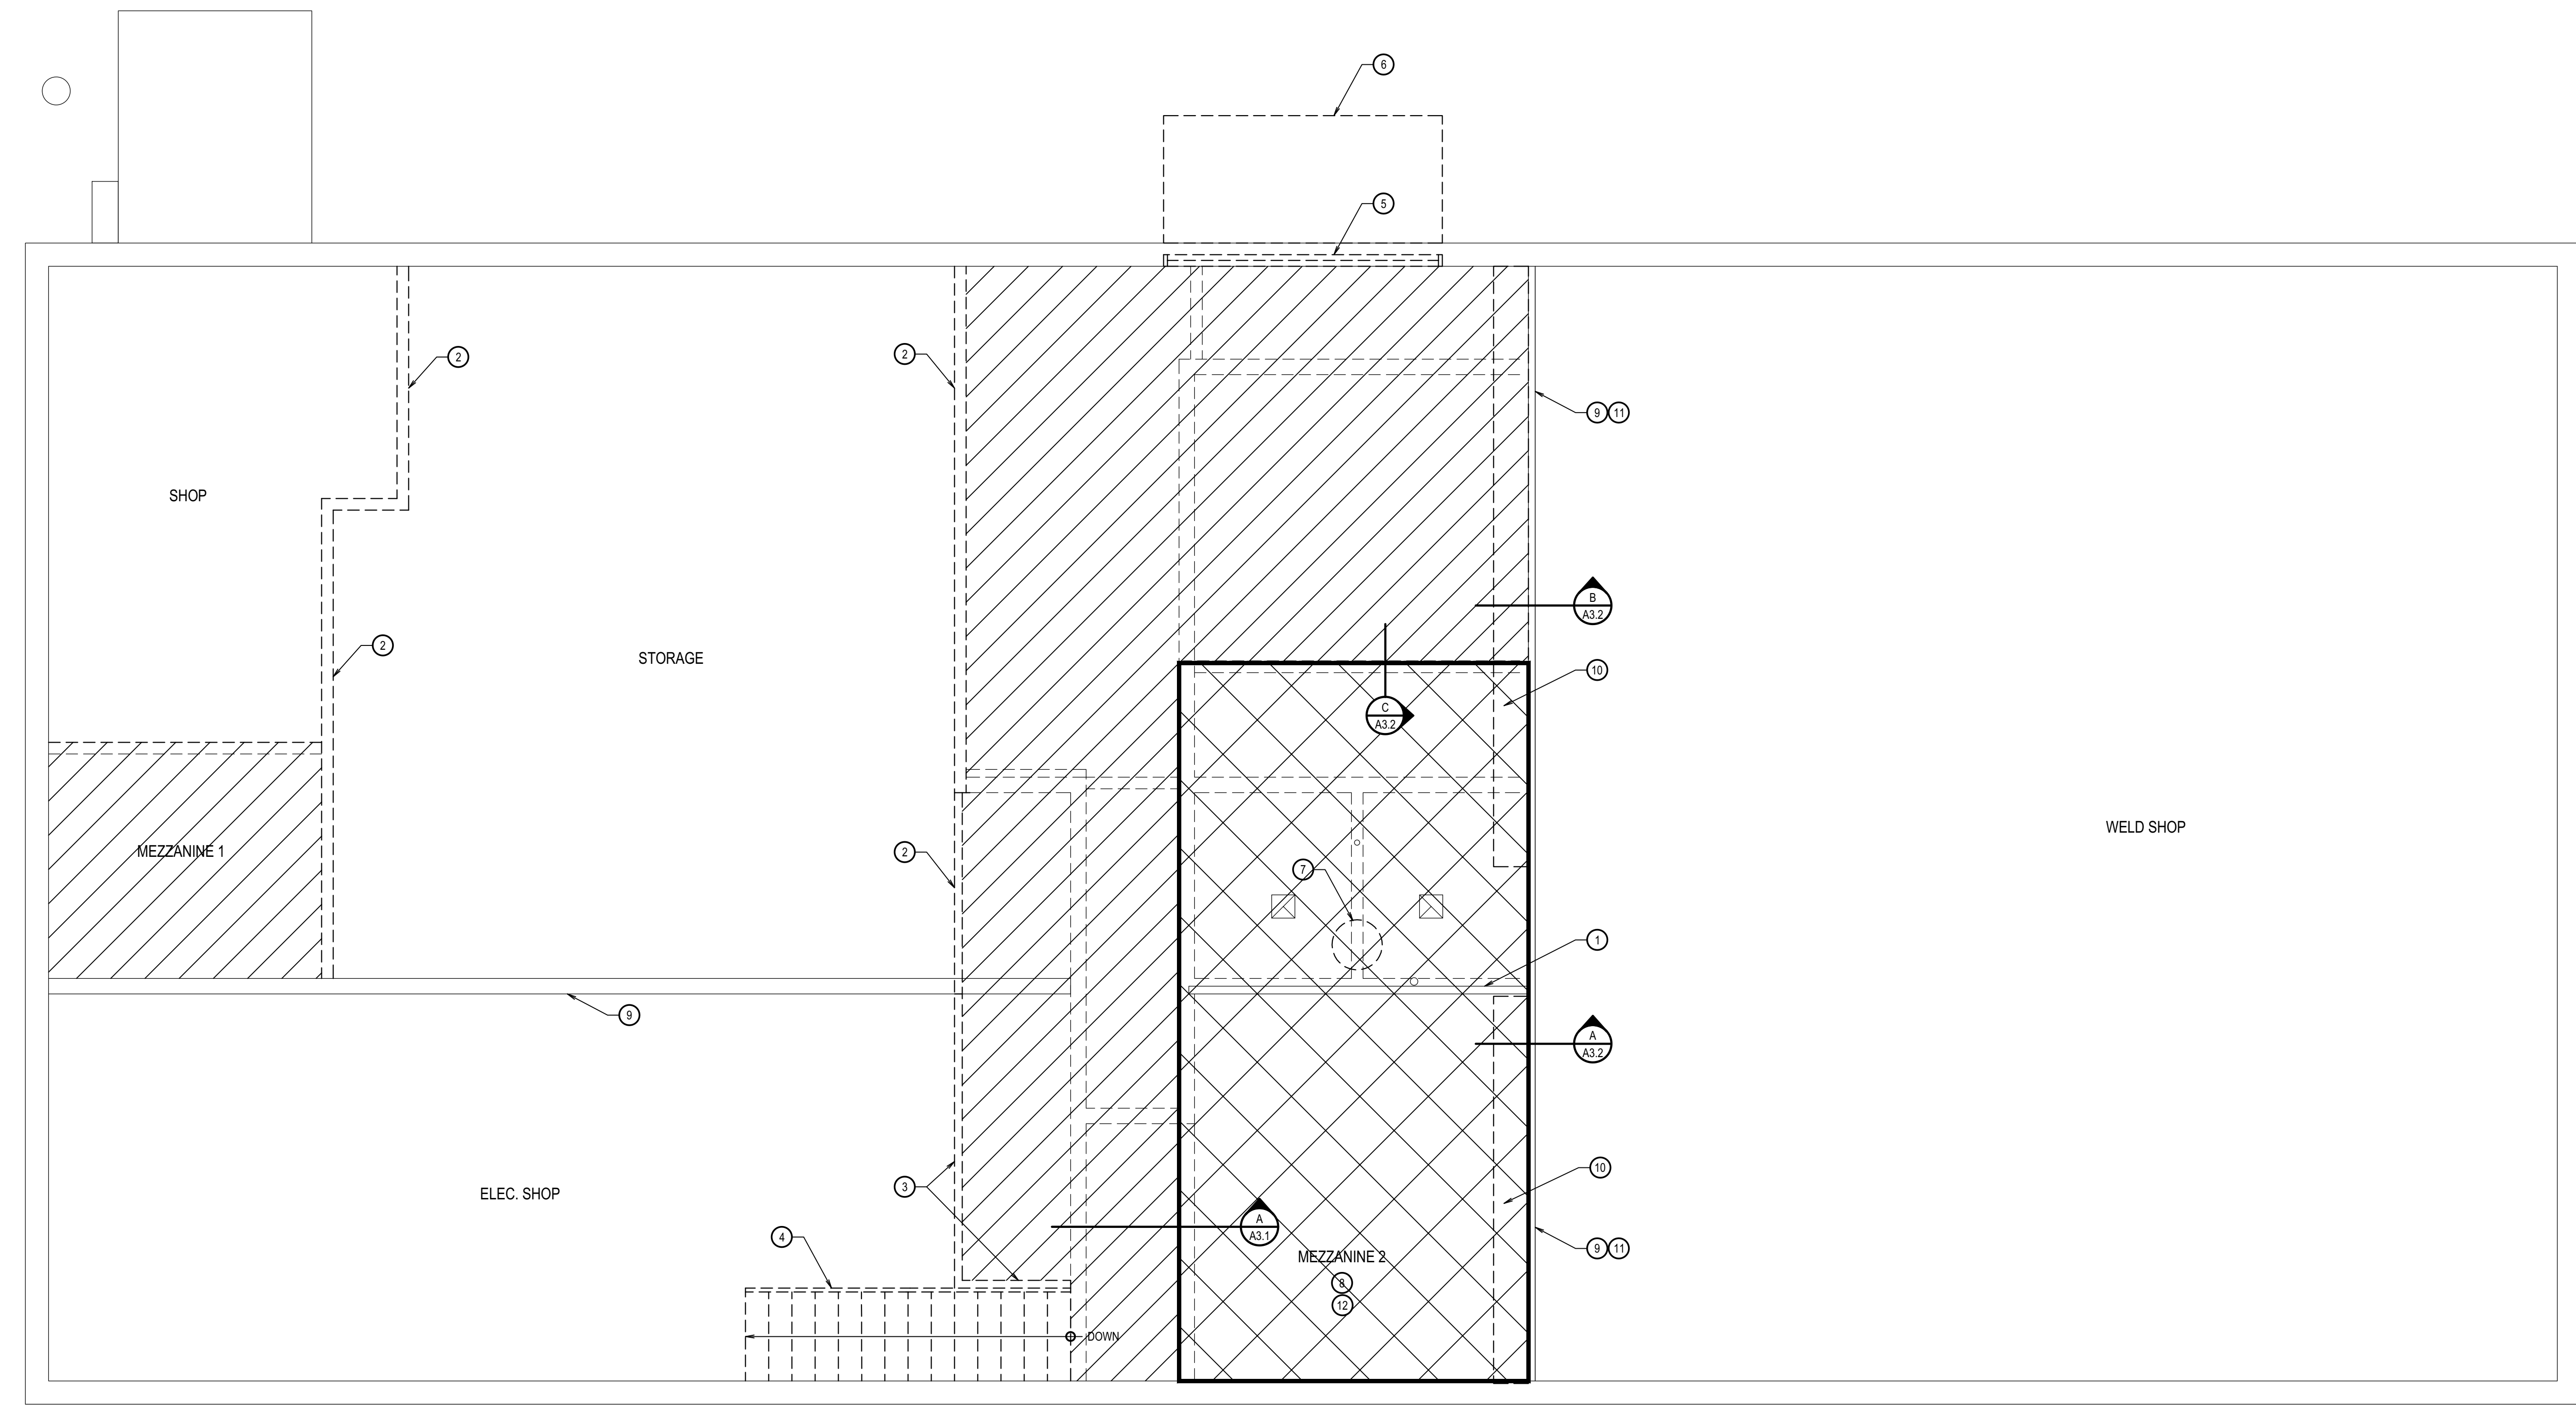 6
5
2
2
9 11
SHOP
B
A3.2
2
STORAGE
10
C
A3.2
WELD SHOP
MEZZANINE 1
2
7
1
9
A
A3.2
10
3
ELEC. SHOP
A
A3.1
4
9 11
MEZZANINE 2
8
12
DOWN